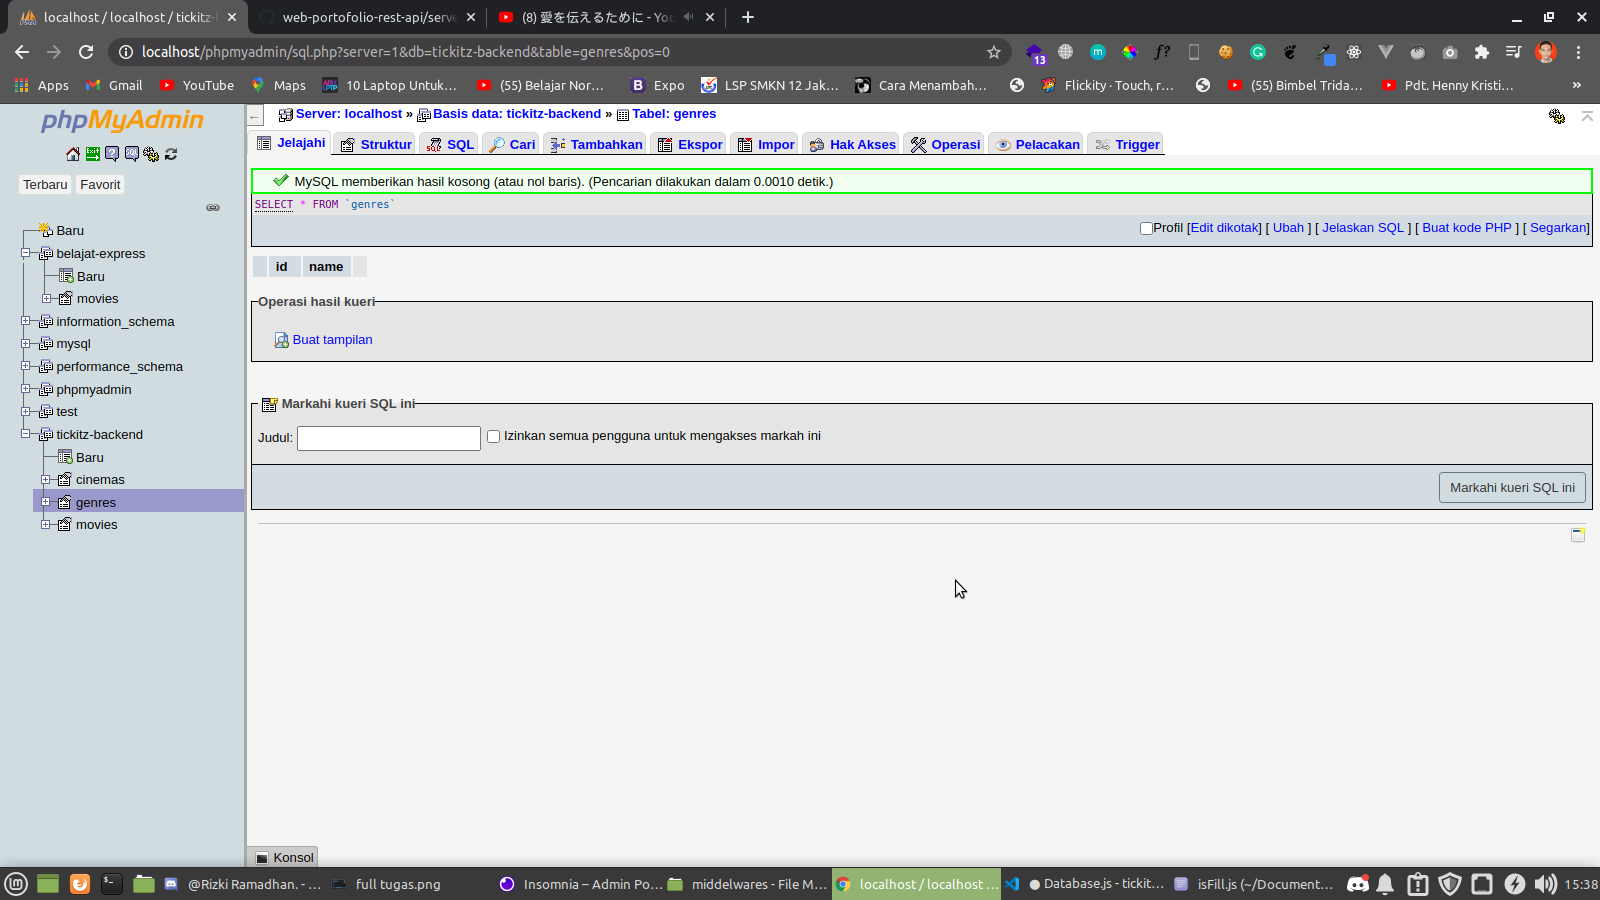 localhost / localhost / tickitz-
web-portofolio-rest-api/serve
(8) 愛を伝えるために - You
localhost/phpmyadmin/sql.php?server=1&db=tickitz-backend&table=genres&pos=0
13
Apps
Gmail
YouTube
Maps
10 Laptop Untuk...
(55) Belajar Nor...
Expo
LSP SMKN 12 Jak...
Cara Menambah...
Flickity - Touch, r...
(55) Bimbel Trida...
Pdt. Henny Kristi...
»
phpMyAdmin
Terbaru
Favorit
Baru
belajat-express
Baru
movies
information_schema
mysql
performance_schema
phpmyadmin
test
tickitz-backend
Baru
cinemas
genres
movies
Server: localhost » Basis data: tickitz-backend » Tabel: genres
Jelajahi
Struktur
SQL
Cari
Tambahkan
Ekspor
Impor
Hak Akses
Operasi
Pelacakan
Trigger
MySQL memberikan hasil kosong (atau nol baris). (Pencarian dilakukan dalam 0.0010 detik.)
SELECT * FROM `genres`
Profil [Edit dikotak] [ Ubah ] [ Jelaskan SQL ] [ Buat kode PHP ] [ Segarkan]
id name
Operasi hasil kueri
Buat tampilan
Markahi kueri SQL ini
Judul:
Izinkan semua pengguna untuk mengakses markah ini
Markahi kueri SQL ini
Konsol
@Rizki Ramadhan. - ...
full tugas.png
Insomnia – Admin Po...
middelwares - File M...
localhost / localhost ...
● Database.js - tickit...
isFill.js (~/Document...
15:38